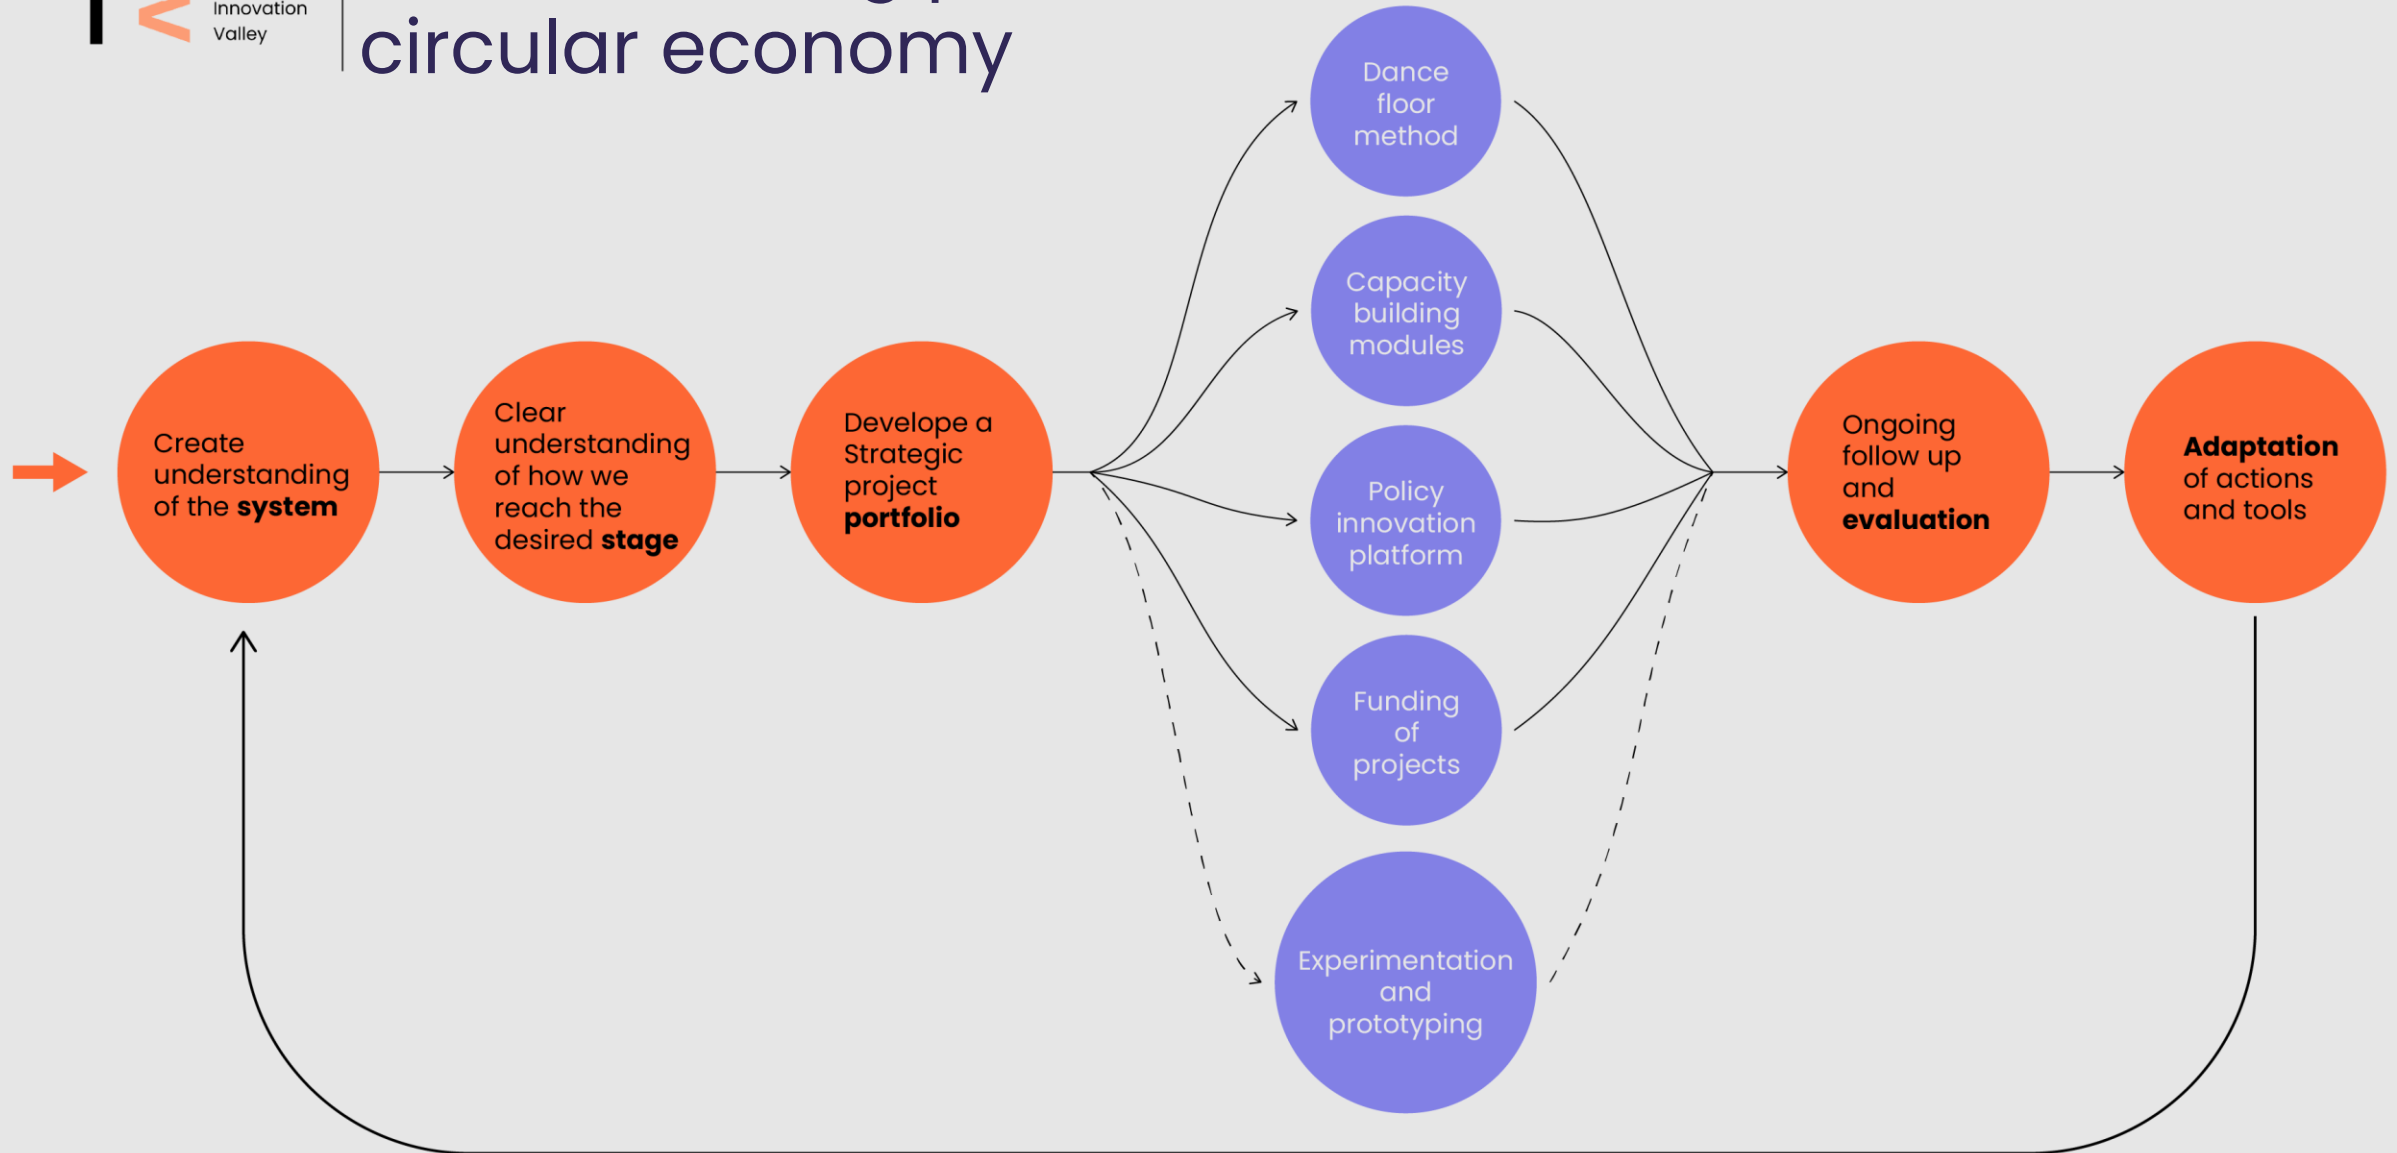 Innovation
Valley
circular economy
Dance
floor
method
Capacity
building
modules
Policy
innovation
platform
Funding
of
projects
Experimentation
and
prototyping
Create
understanding
of the system
Clear
understanding
of how we
reach the
desired stage
Develope a
Strategic
project
portfolio
Ongoing
follow up
and
evaluation
Adaptation
of actions
and tools